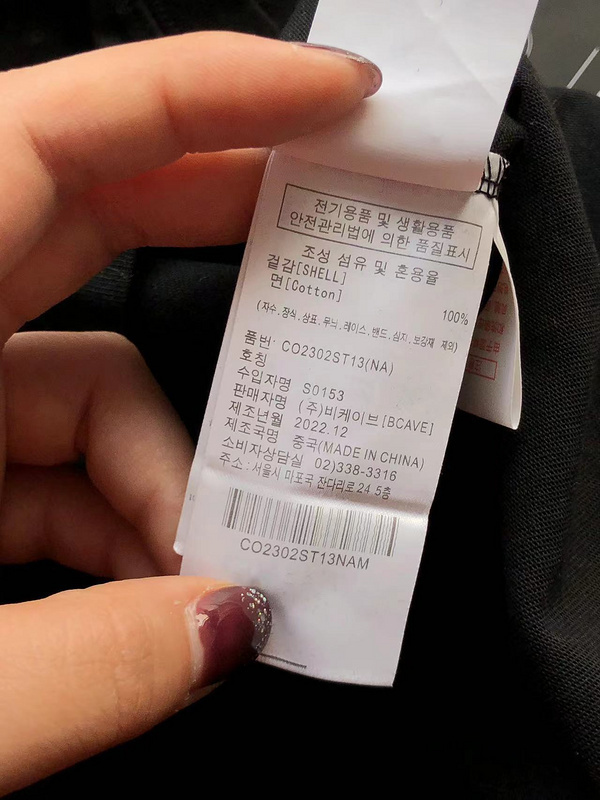 전기용품 및 생활용품
안전관리법에 의한 품질표시
조성 섬유 및 혼용율
겉감[SHELL]
면[Cotton] 100%
(자수, 장식, 상표, 무늬, 레이스, 밴드, 심지, 보강재 제외)
품번: CO2302ST13(NA)
호칭
수입자명 S0153
판매자명 (주)비케이브[BCAVE]
제조년월 2022.12
제조국명 중국(MADE IN CHINA)
소비자상담실 02)338-3316
주소 : 서울시 미포국 잔다리로 24 5층
CO2302ST13NAM